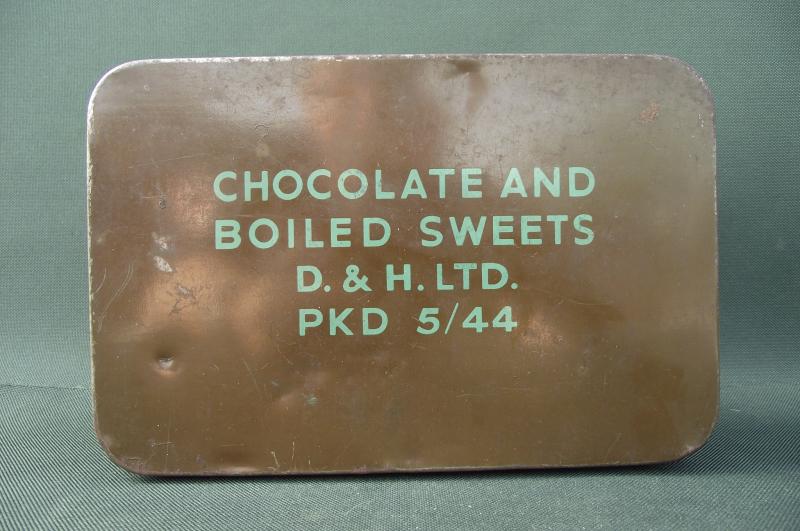 CHOCOLATE AND
BOILED SWEETS
D. & H. LTD.
PKD 5/44